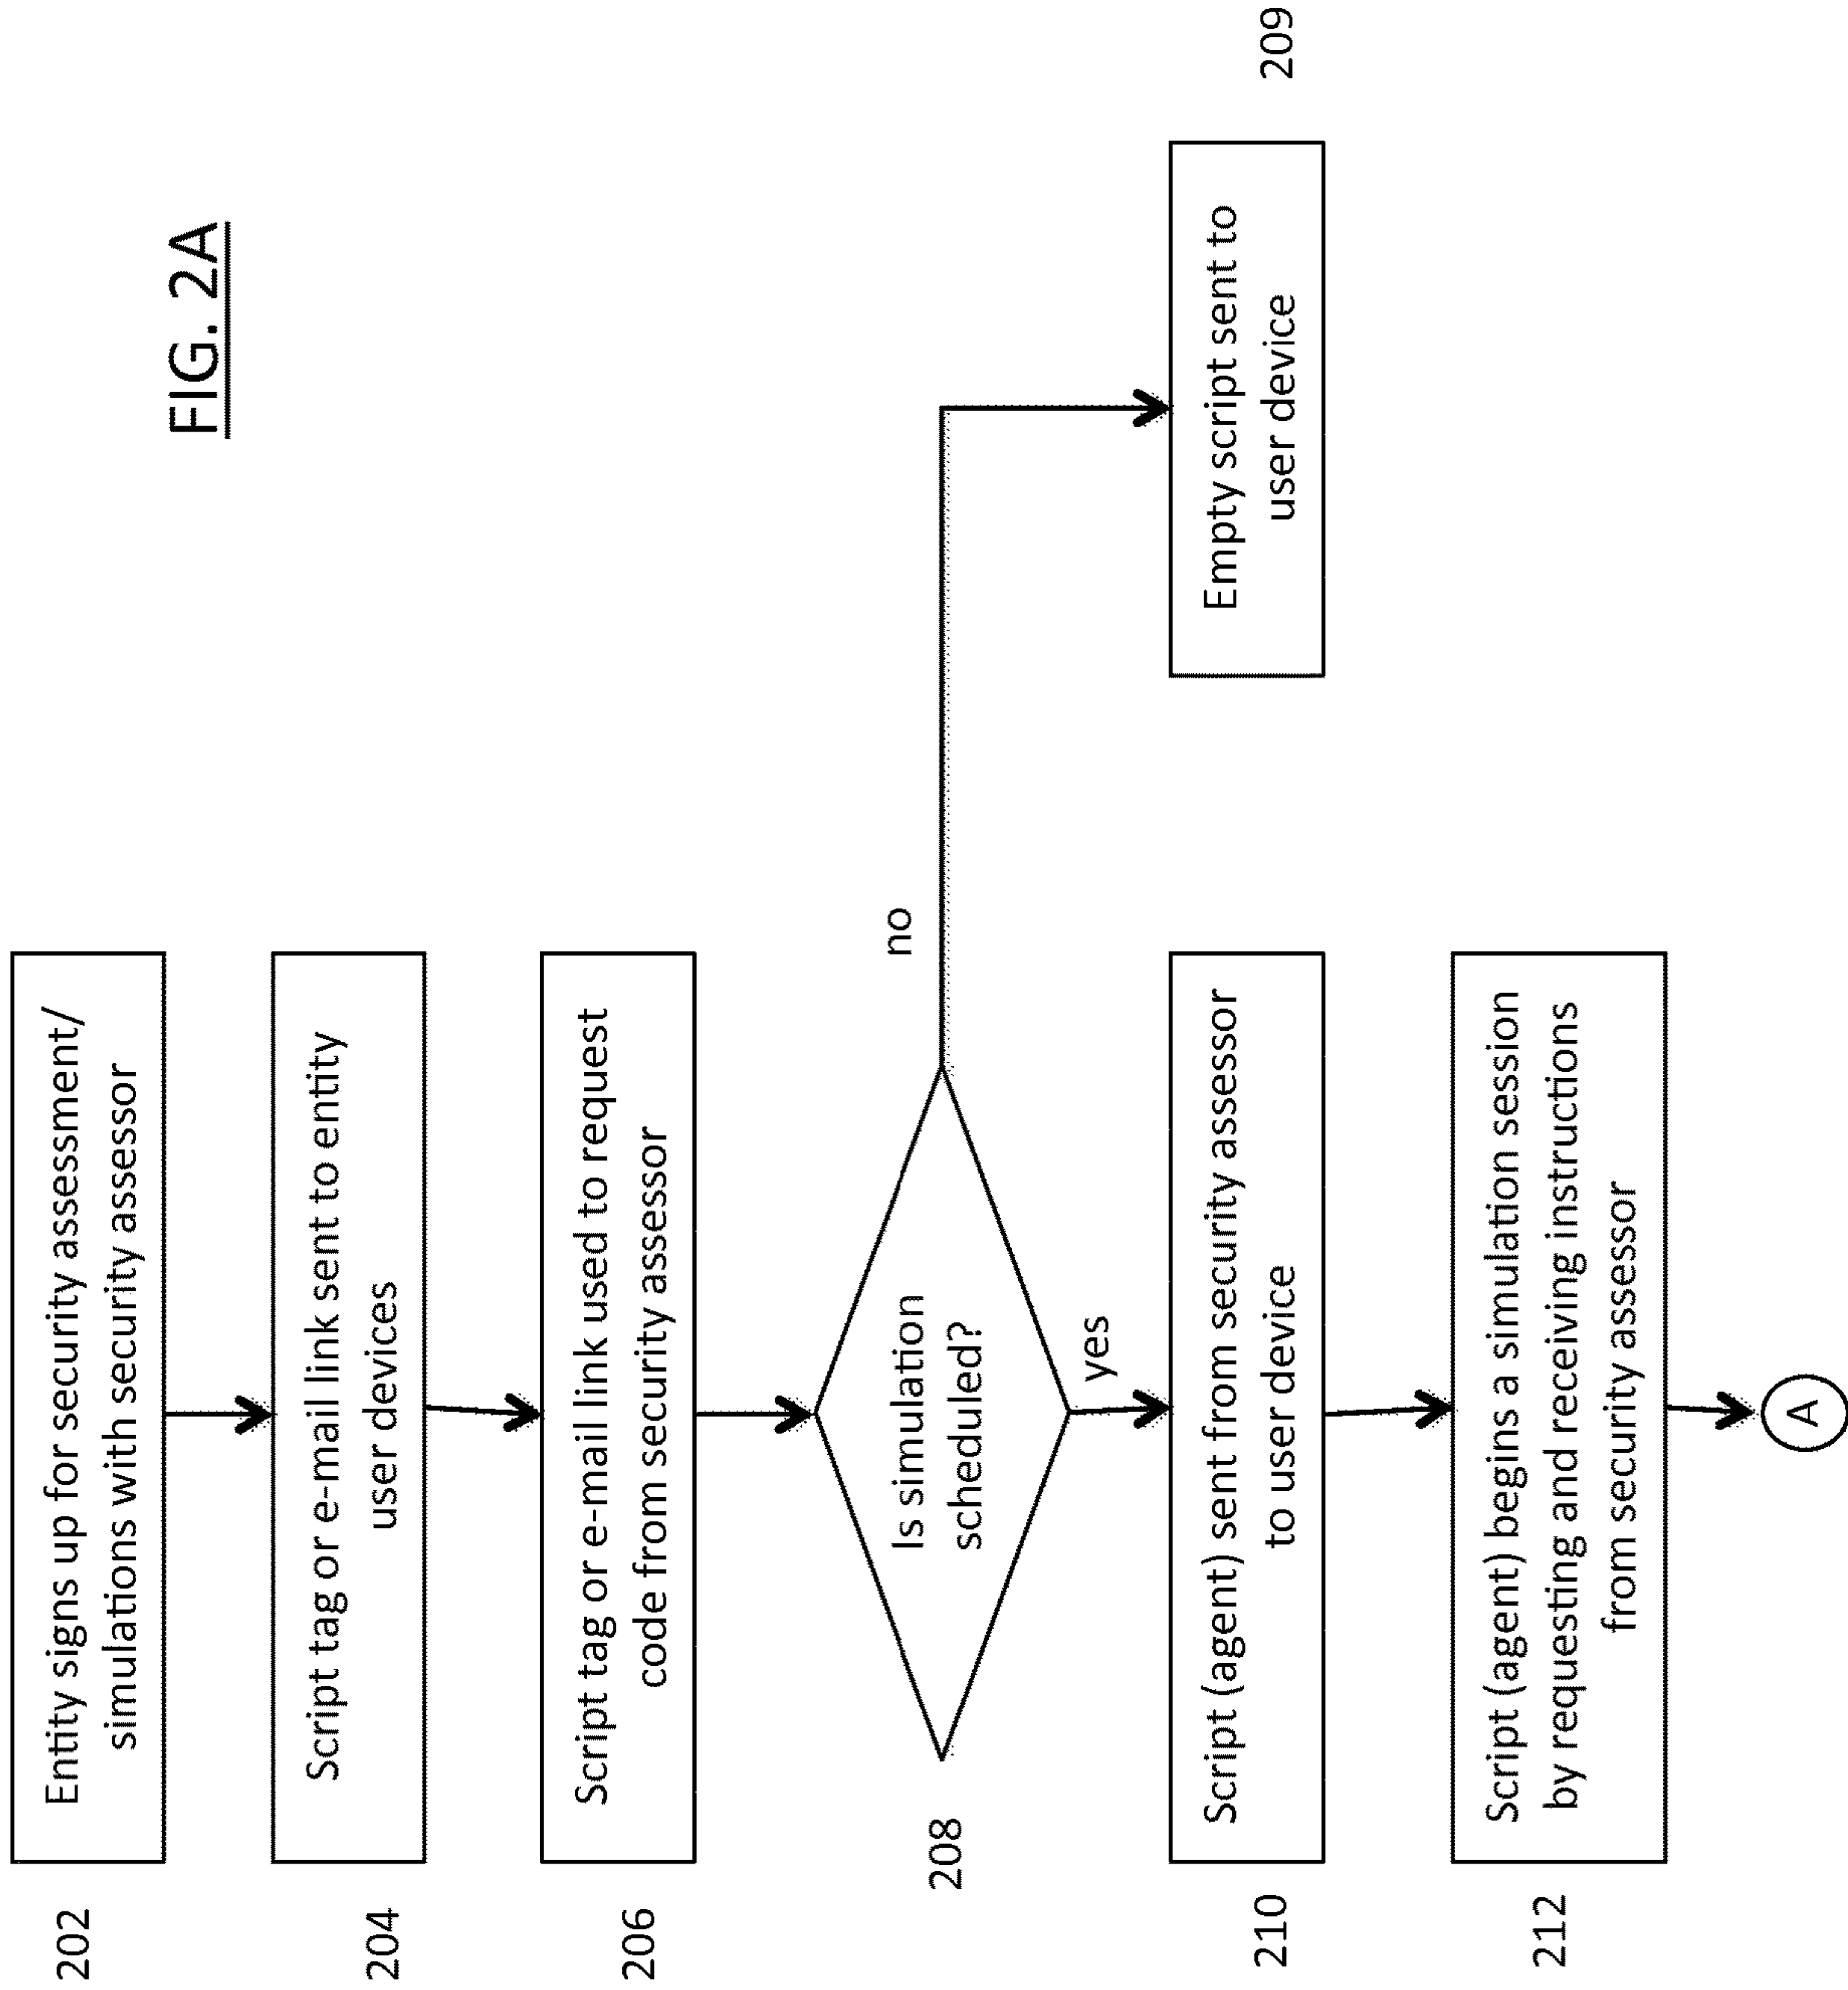 FIG. 2A
202
Entity signs up for security assessment/
simulations with security assessor
204
Script tag or e-mail link sent to entity
user devices
206
Script tag or e-mail link used to request
code from security assessor
208
Is simulation
scheduled?
no
yes
209
Empty script sent to
user device
210
Script (agent) sent from security assessor
to user device
212
Script (agent) begins a simulation session
by requesting and receiving instructions
from security assessor
A